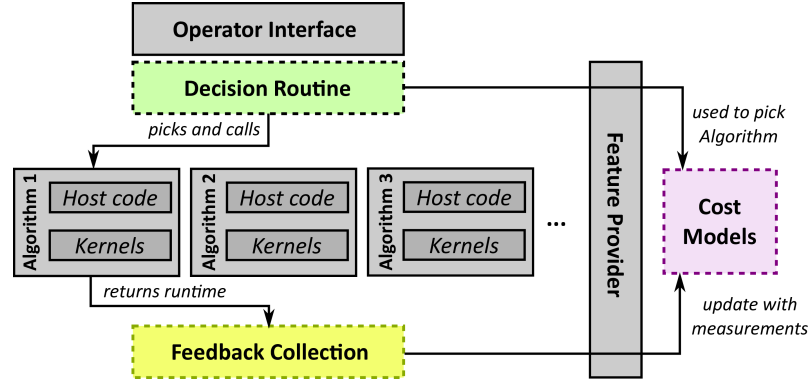 Operator Interface
Decision Routine
picks and calls
used to pick
Algorithm
Algorithm 1
Host code
Kernels
Algorithm 2
Host code
Kernels
Algorithm 3
Host code
Kernels
...
Feature Provider
Cost
Models
returns runtime
update with
measurements
Feedback Collection